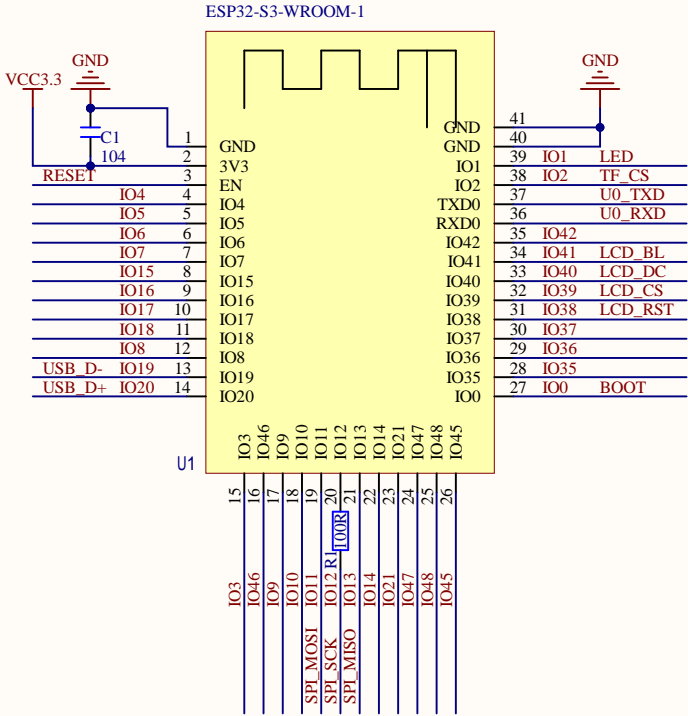 ESP32-S3-WROOM-1
GND
VCC3.3
C1
104
GND
1 GND
2 3V3
RESET 3 EN
IO4 4 IO4
IO5 5 IO5
IO6 6 IO6
IO7 7 IO7
IO15 8 IO15
IO16 9 IO16
IO17 10 IO17
IO18 11 IO18
IO8 12 IO8
USB_D- IO19 13 IO19
USB_D+ IO20 14 IO20
GND 41
GND 40
IO1 39 IO1 LED
IO2 38 IO2 TF_CS
TXD0 37 U0_TXD
RXD0 36 U0_RXD
IO42 35 IO42
IO41 34 IO41 LCD_BL
IO40 33 IO40 LCD_DC
IO39 32 IO39 LCD_CS
IO38 31 IO38 LCD_RST
IO37 30 IO37
IO36 29 IO36
IO35 28 IO35
IO0 27 IO0 BOOT
U1
IO3 15 IO3
IO46 16 IO46
IO9 17 IO9
IO10 18 IO10
IO11 19 IO11 SPI_MOSI
IO12 20 IO12 SPI_SCK
R1 100R
IO13 21 IO13 SPI_MISO
IO14 22 IO14
IO21 23 IO21
IO47 24 IO47
IO48 25 IO48
IO45 26 IO45